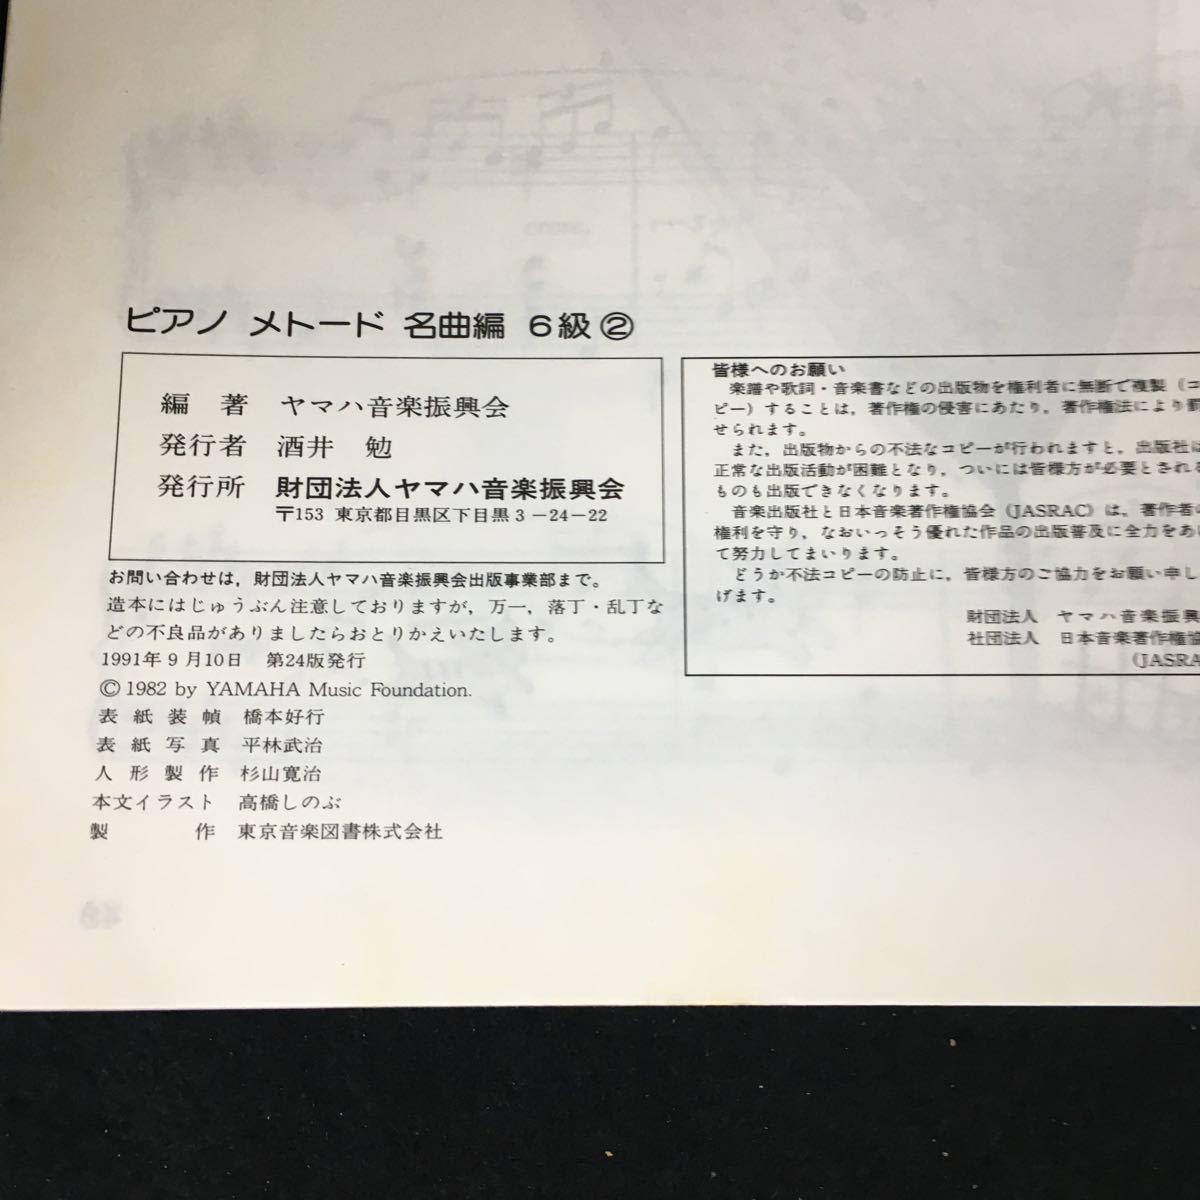 ピアノ メトード 名曲編 6級②
編 著 ヤマハ音楽振興会
発行者 酒井 勉
発行所 財団法人ヤマハ音楽振興会
〒153 東京都目黒区下目黒3-24-22
お問い合わせは，財団法人ヤマハ音楽振興会出版事業部まで。
造本にはじゅうぶん注意しておりますが，万一，落丁・乱丁な
どの不良品がありましたらおとりかえいたします。
1991年9月10日 第24版発行
© 1982 by YAMAHA Music Foundation.
表紙装幀 橋本好行
表紙写真 平林武治
人形製作 杉山寛治
本文イラスト 高橋しのぶ
製作 東京音楽図書株式会社
皆様へのお願い
楽譜や歌詞・音楽書などの出版物を権利者に無断で複製（コ
ピー）することは，著作権の侵害にあたり，著作権法により罰
せられます。
また，出版物からの不法なコピーが行われますと，出版社は
正常な出版活動が困難となり，ついには皆様方が必要とされる
ものも出版できなくなります。
音楽出版社と日本音楽著作権協会（JASRAC）は，著作者の
権利を守り，なおいっそう優れた作品の出版普及に全力をあげ
て努力してまいります。
どうか不法コピーの防止に，皆様方のご協力をお願い申し
げます。
財団法人 ヤマハ音楽振興
社団法人 日本音楽著作権協
(JASRA